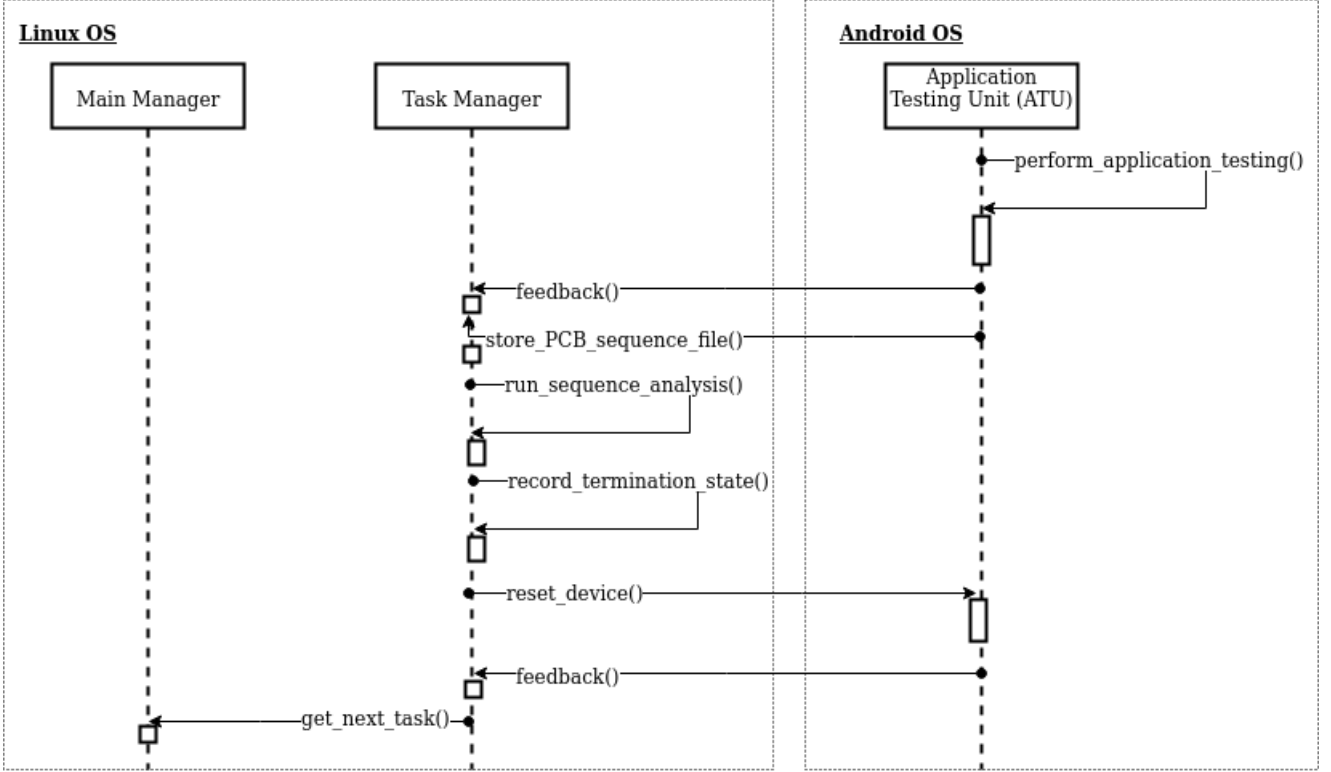 Linux OS
Android OS
Main Manager
Task Manager
Application
Testing Unit (ATU)
perform_application_testing()
feedback()
store_PCB_sequence_file()
run_sequence_analysis()
record_termination_state()
reset_device()
feedback()
get_next_task()